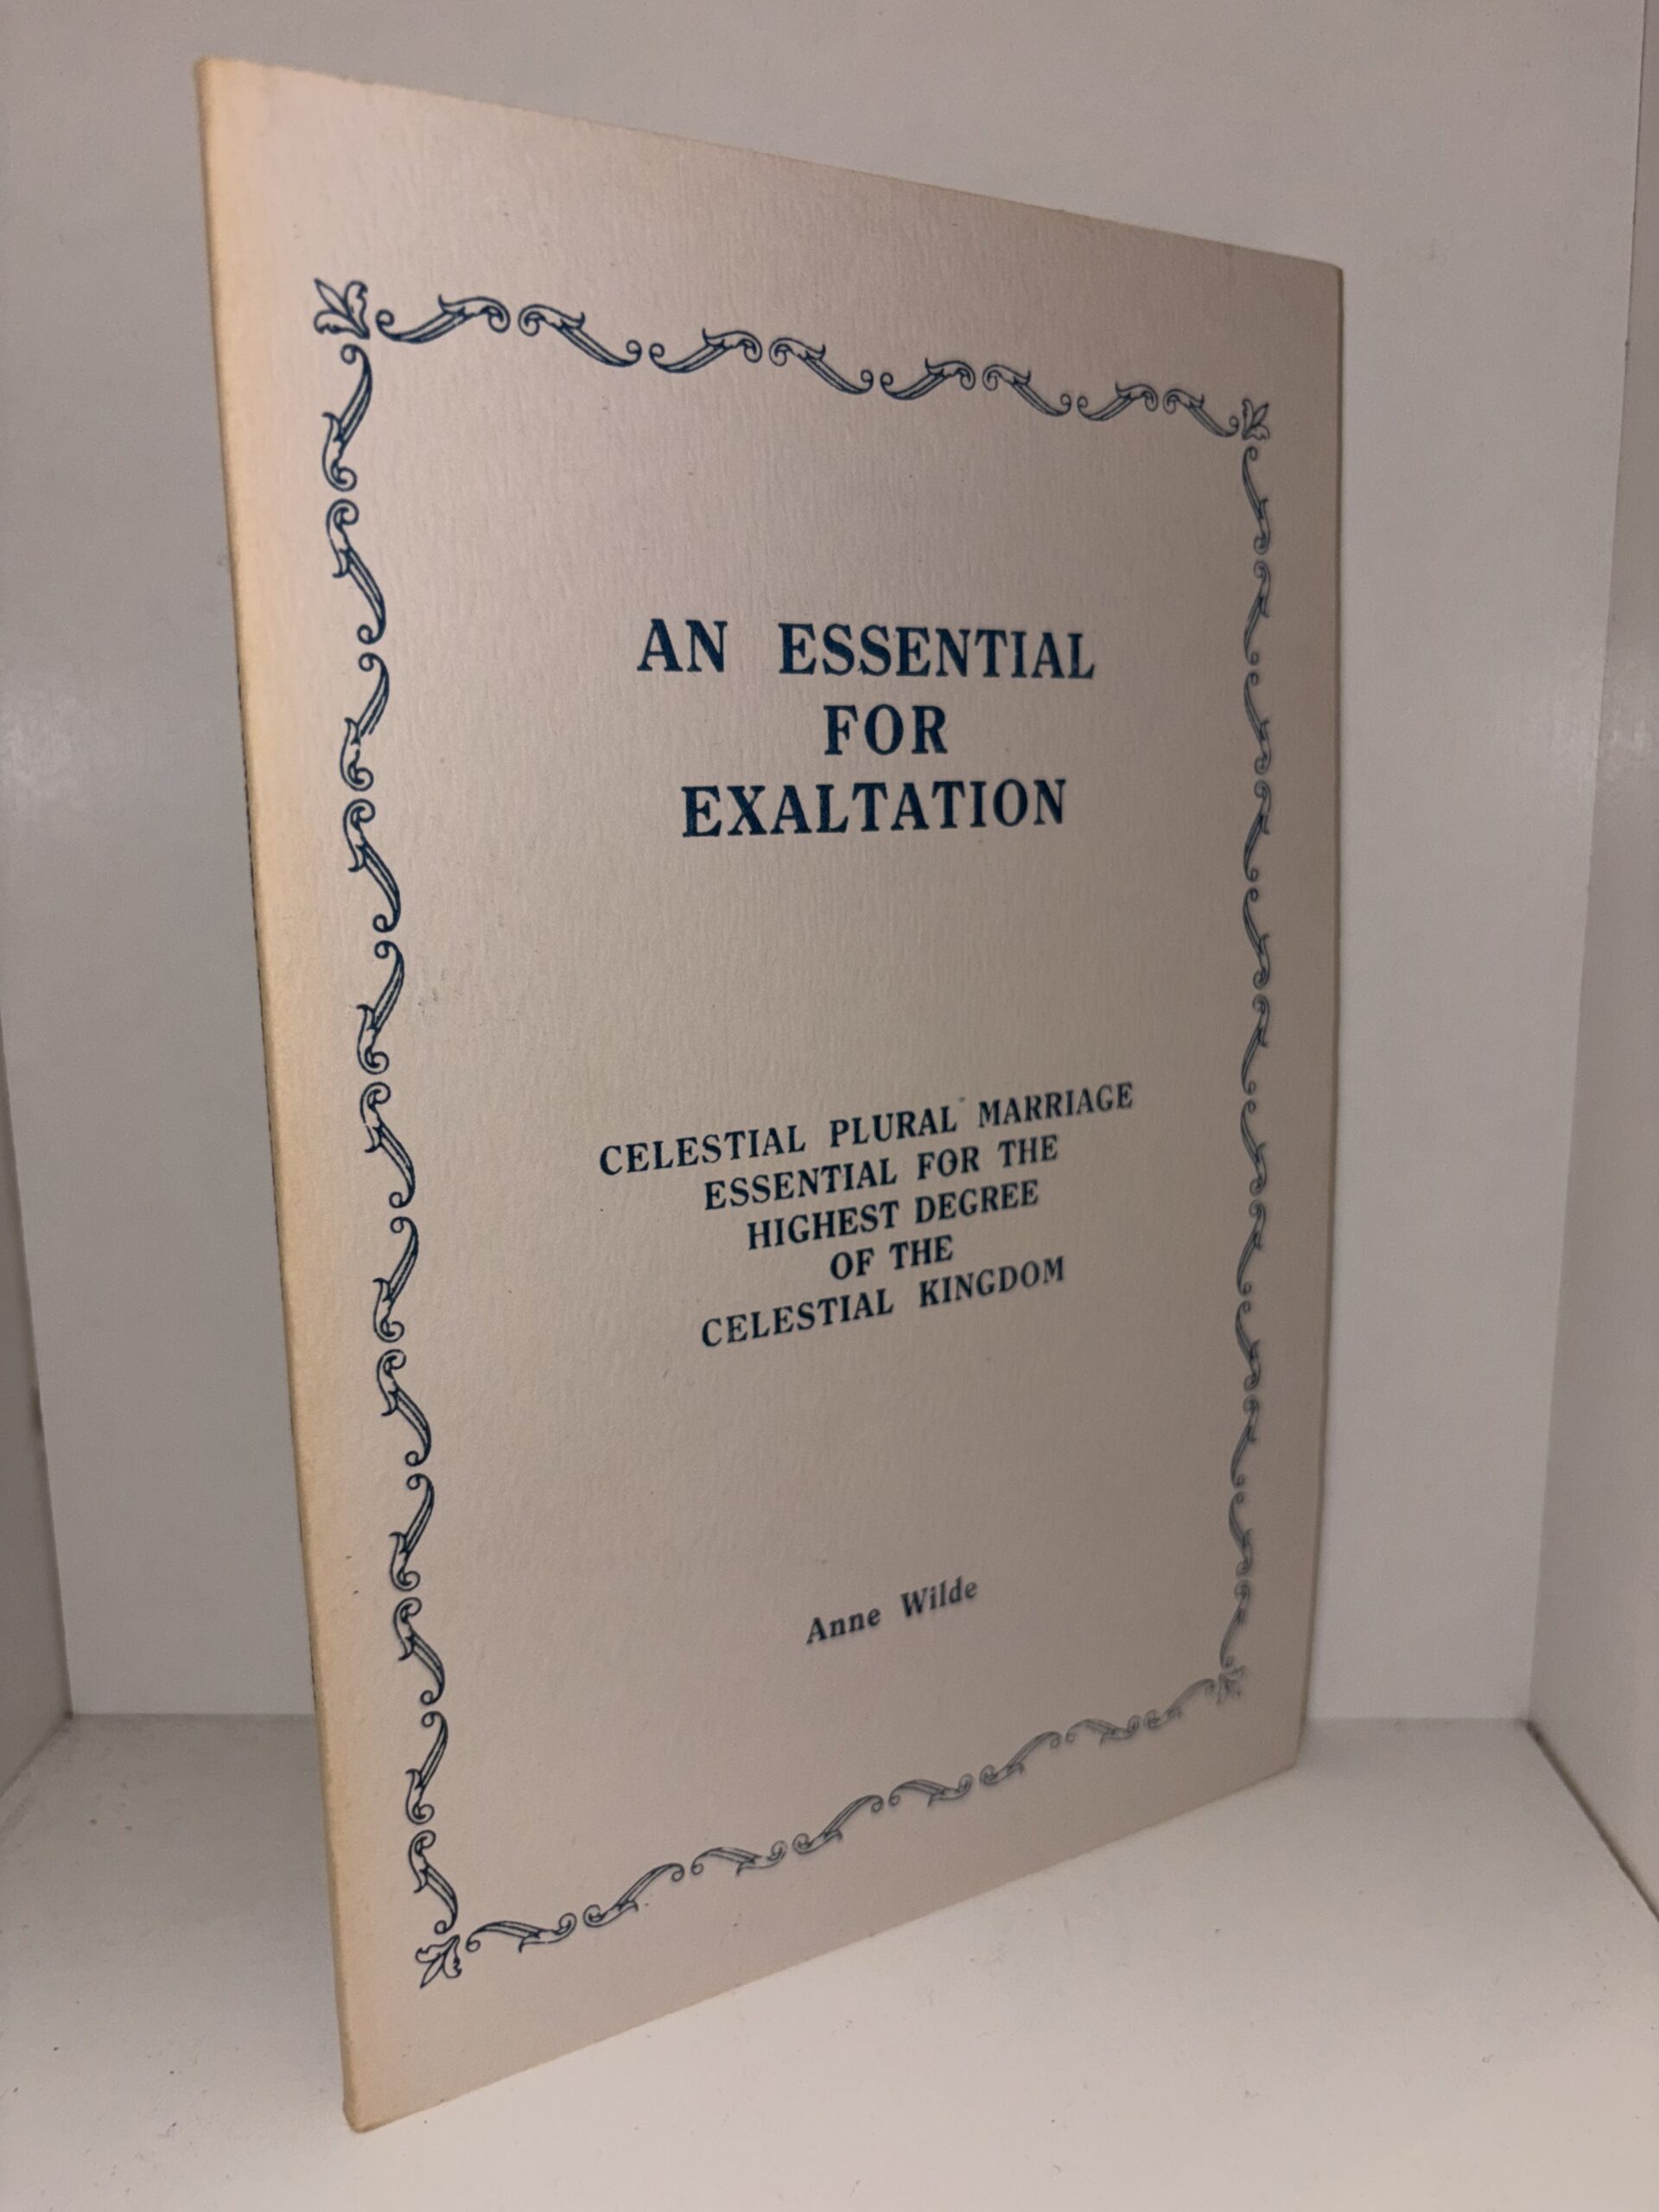 AN ESSENTIAL
FOR
EXALTATION
CELESTIAL PLURAL MARRIAGE
ESSENTIAL FOR THE
HIGHEST DEGREE
OF THE
CELESTIAL KINGDOM
Anne Wilde